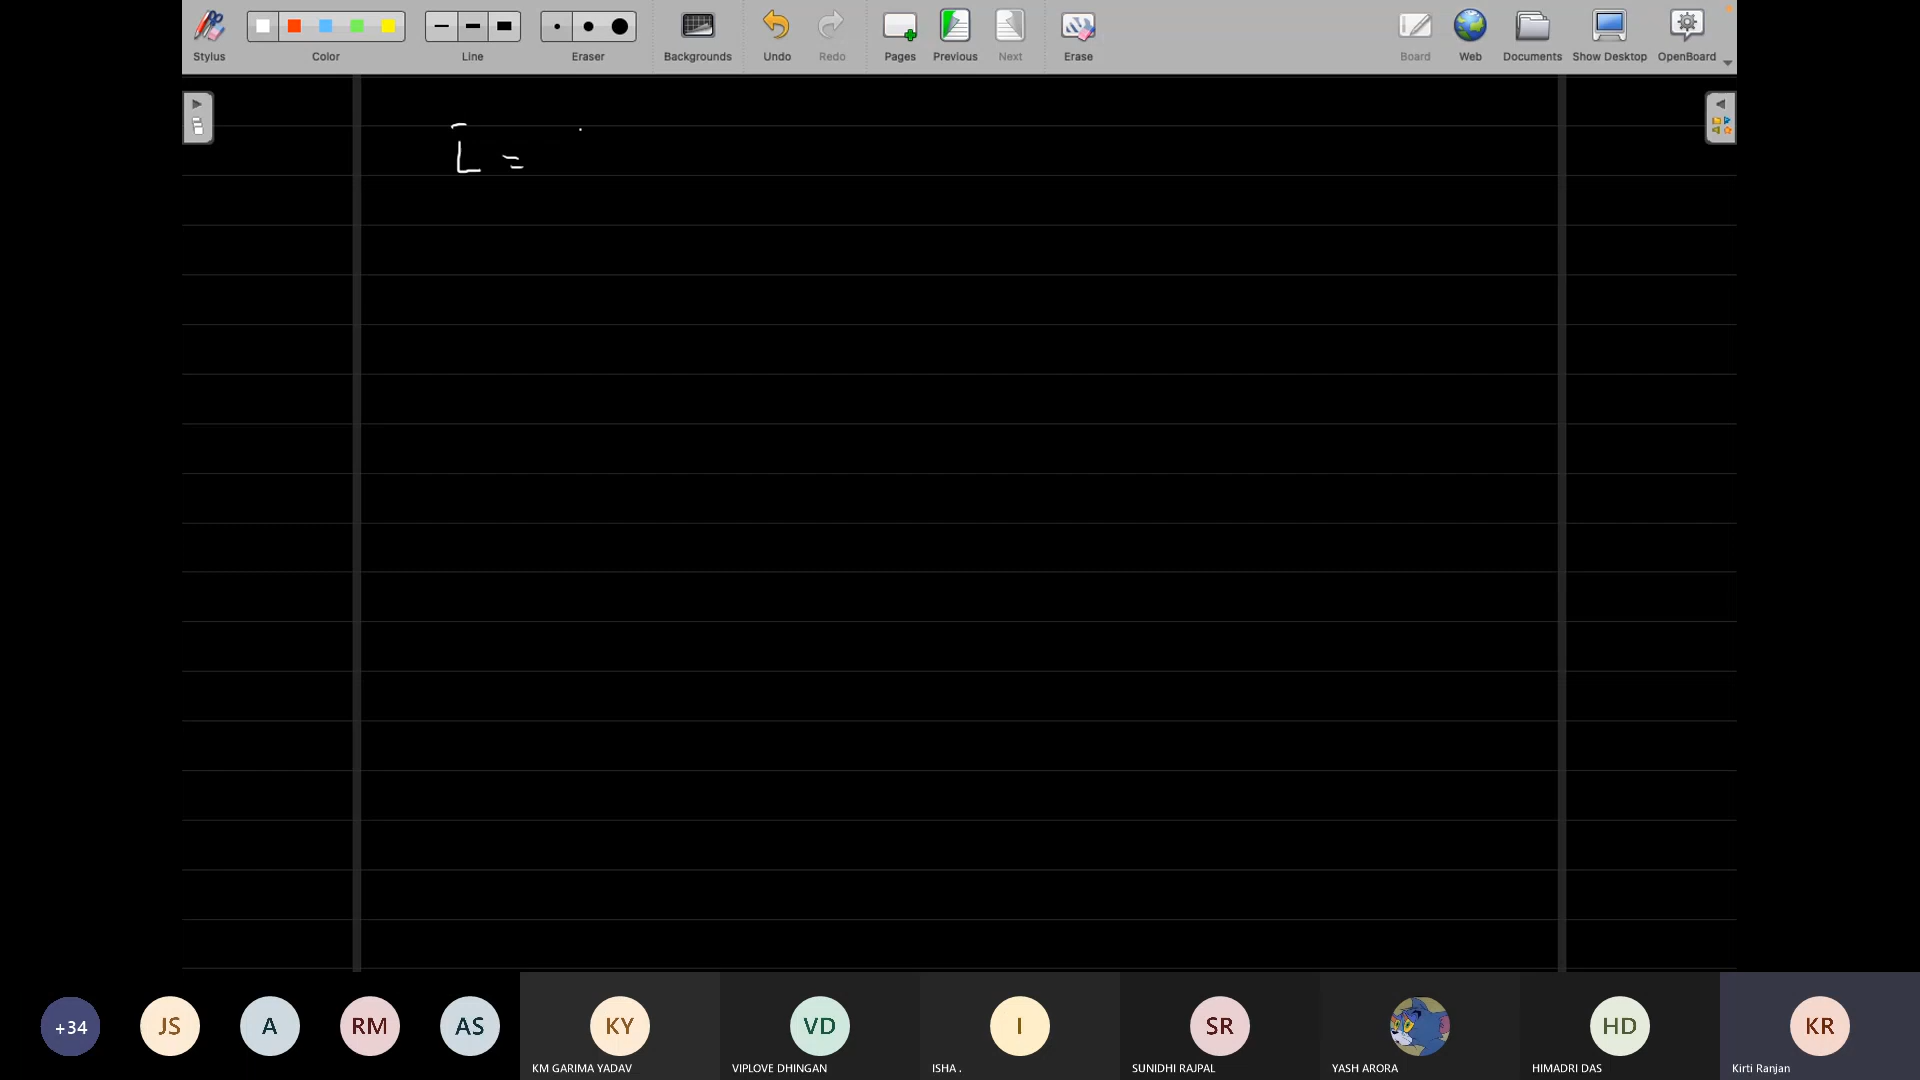 Stylus Color Line Eraser Backgrounds Undo Redo Pages Previous Next Erase Board Web Documents Show Desktop OpenBoard
L̄ =
+34 JS A RM AS KY VD I SR HD KR
KM GARIMA YADAV VIPLOVE DHINGAN ISHA . SUNIDHI RAJPAL YASH ARORA HIMADRI DAS Kirti Ranjan